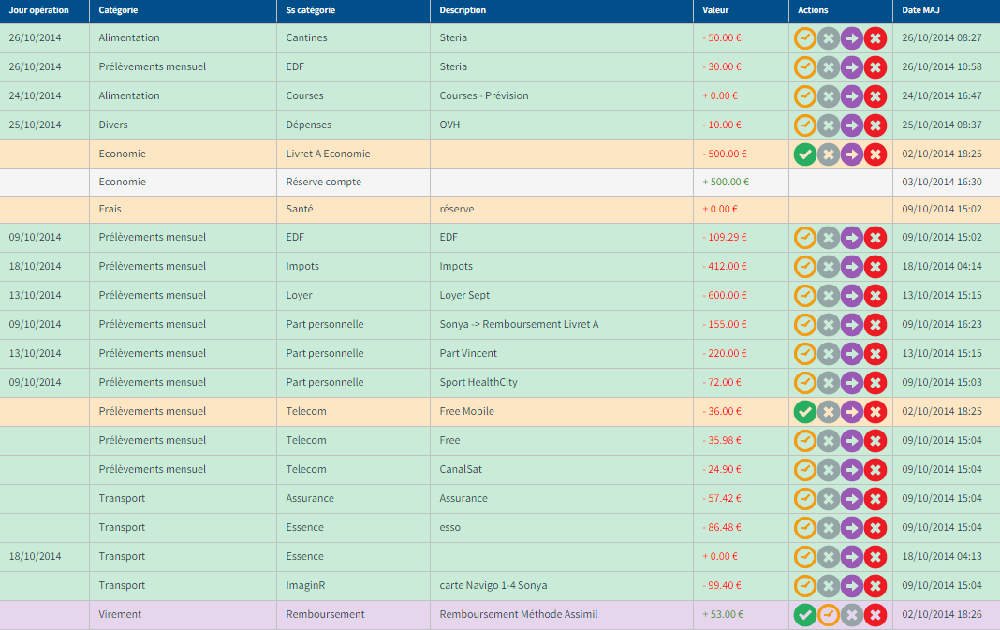 Jour opération Catégorie Ss catégorie Description Valeur Actions Date MAJ
26/10/2014 Alimentation Cantines Steria - 50.00 € 26/10/2014 08:27
26/10/2014 Prélèvements mensuel EDF Steria - 30.00 € 26/10/2014 10:58
24/10/2014 Alimentation Courses Courses - Prévision + 0.00 € 24/10/2014 16:47
25/10/2014 Divers Dépenses OVH - 10.00 € 25/10/2014 08:37
Economie Livret A Economie - 500.00 € 02/10/2014 18:25
Economie Réserve compte + 500.00 € 03/10/2014 16:30
Frais Santé réserve + 0.00 € 09/10/2014 15:02
09/10/2014 Prélèvements mensuel EDF EDF - 109.29 € 09/10/2014 15:02
18/10/2014 Prélèvements mensuel Impots Impots - 412.00 € 18/10/2014 04:14
13/10/2014 Prélèvements mensuel Loyer Loyer Sept - 600.00 € 13/10/2014 15:15
09/10/2014 Prélèvements mensuel Part personnelle Sonya -> Remboursement Livret A - 155.00 € 09/10/2014 16:23
13/10/2014 Prélèvements mensuel Part personnelle Part Vincent - 220.00 € 13/10/2014 15:15
09/10/2014 Prélèvements mensuel Part personnelle Sport HealthCity - 72.00 € 09/10/2014 15:03
Prélèvements mensuel Telecom Free Mobile - 36.00 € 02/10/2014 18:25
Prélèvements mensuel Telecom Free - 35.98 € 09/10/2014 15:04
Prélèvements mensuel Telecom CanalSat - 24.90 € 09/10/2014 15:04
Transport Assurance Assurance - 57.42 € 09/10/2014 15:04
Transport Essence esso - 86.48 € 09/10/2014 15:04
18/10/2014 Transport Essence + 0.00 € 18/10/2014 04:13
Transport ImaginR carte Navigo 1-4 Sonya - 99.40 € 09/10/2014 15:04
Virement Remboursement Remboursement Méthode Assimil + 53.00 € 02/10/2014 18:26